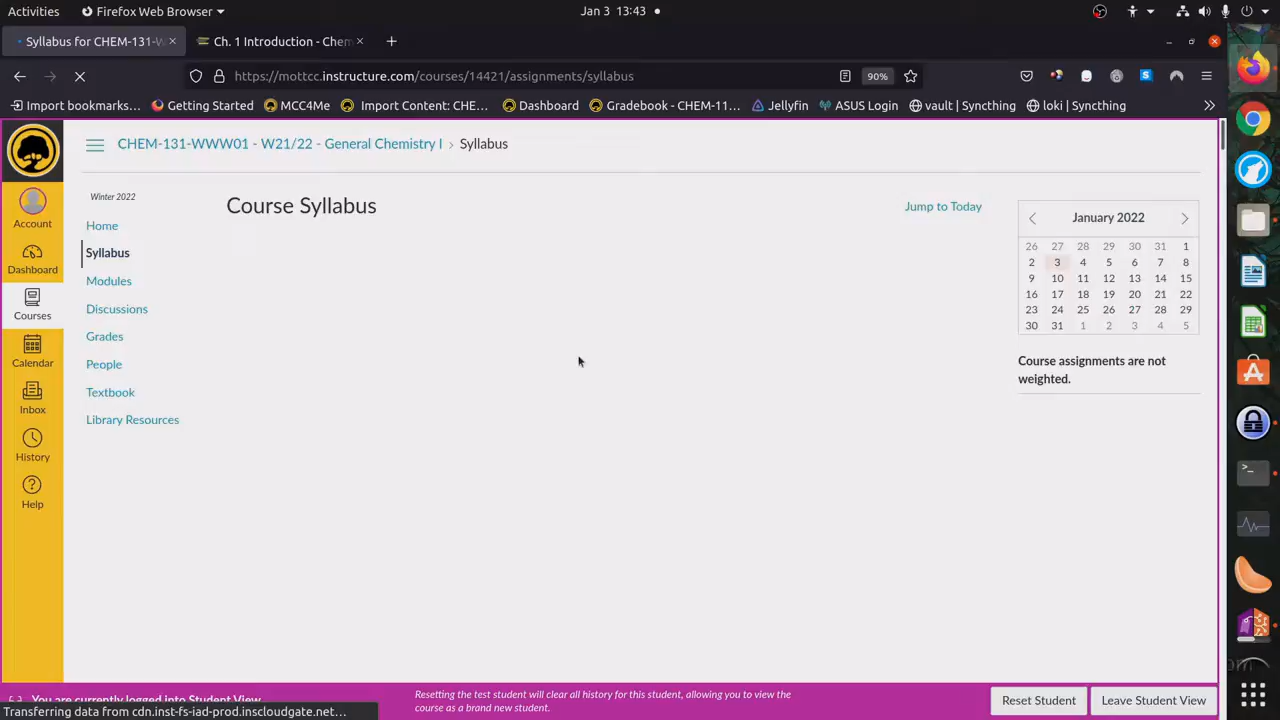 Activities
Firefox Web Browser
Jan 3 13:43
Syllabus for CHEM-131-W
Ch. 1 Introduction - Chem
https://mottcc.instructure.com/courses/14421/assignments/syllabus
90%
Import bookmarks...
Getting Started
MCC4Me
Import Content: CHE...
Dashboard
Gradebook - CHEM-11...
Jellyfin
ASUS Login
vault | Syncthing
loki | Syncthing
CHEM-131-WWW01 - W21/22 - General Chemistry I › Syllabus
Account
Dashboard
Courses
Calendar
Inbox
History
Help
Winter 2022
Home
Syllabus
Modules
Discussions
Grades
People
Textbook
Library Resources
Course Syllabus
Jump to Today
January 2022
26 27 28 29 30 31 1
2 3 4 5 6 7 8
9 10 11 12 13 14 15
16 17 18 19 20 21 22
23 24 25 26 27 28 29
30 31 1 2 3 4 5
Course assignments are not
weighted.
You are currently logged into Student View
Resetting the test student will clear all history for this student, allowing you to view the
course as a brand new student.
Reset Student
Leave Student View
Transferring data from cdn.inst-fs-iad-prod.inscloudgate.net...